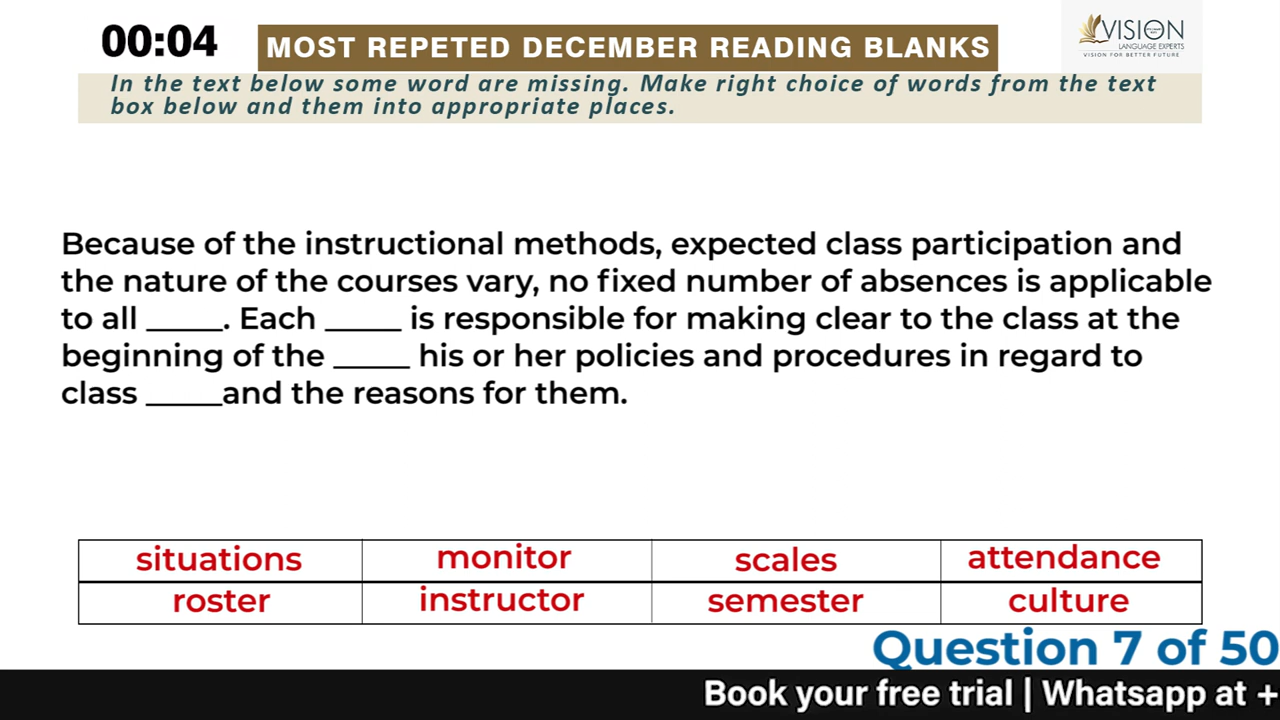 00:04
MOST REPETED DECEMBER READING BLANKS
VISION
LANGUAGE EXPERTS
VISION FOR BETTER FUTURE
In the text below some word are missing. Make right choice of words from the text
box below and them into appropriate places.
Because of the instructional methods, expected class participation and
the nature of the courses vary, no fixed number of absences is applicable
to all _____. Each _____ is responsible for making clear to the class at the
beginning of the _____ his or her policies and procedures in regard to
class _____and the reasons for them.
situations monitor scales attendance
roster instructor semester culture
Question 7 of 50
Book your free trial | Whatsapp at +